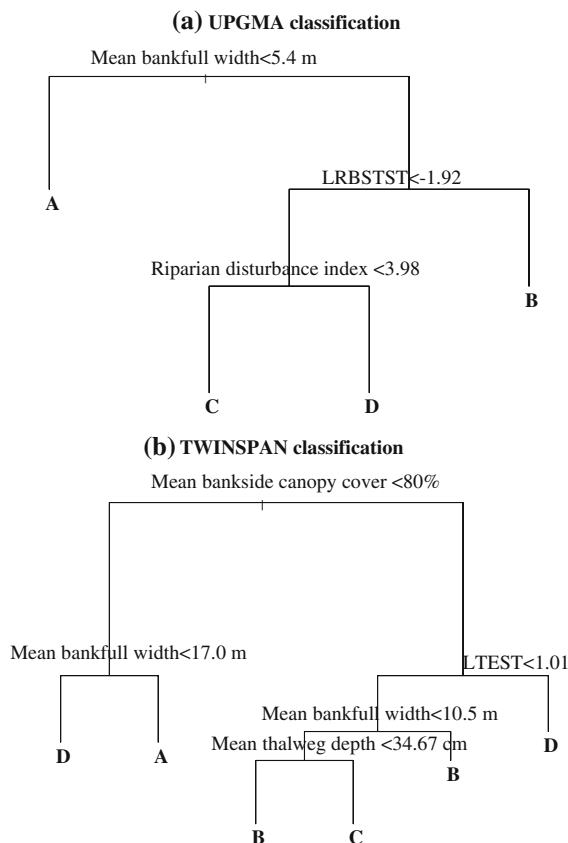 (a) UPGMA classification
Mean bankfull width<5.4 m
LRBSTST<-1.92
A
Riparian disturbance index <3.98
B
C D
(b) TWINSPAN classification
Mean bankside canopy cover <80%
Mean bankfull width<17.0 m
LTEST<1.01
Mean bankfull width<10.5 m
Mean thalweg depth <34.67 cm
D A B D
B C